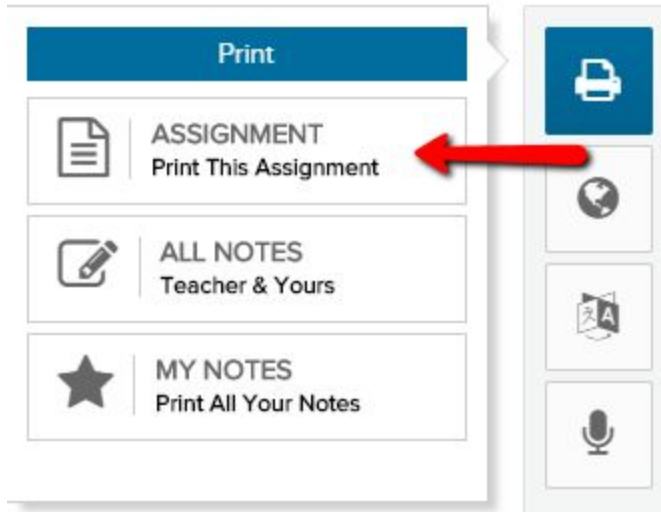 Print
ASSIGNMENT
Print This Assignment
ALL NOTES
Teacher & Yours
MY NOTES
Print All Your Notes
A